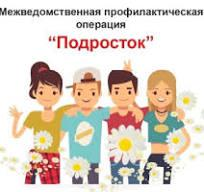 Межведомственная профилактическая
операция
“Подросток”